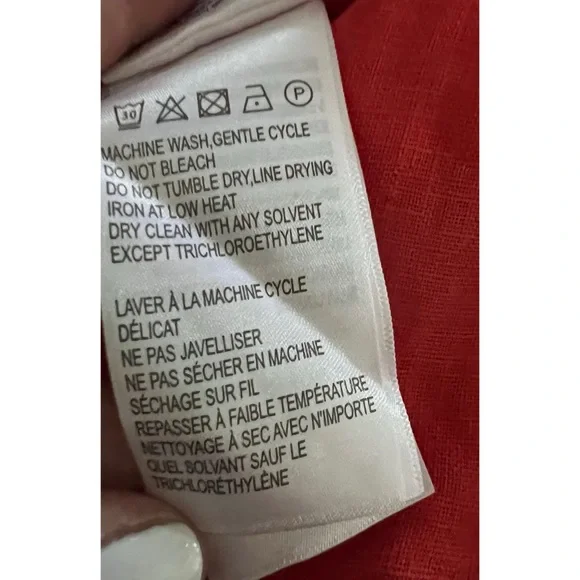 30 P
MACHINE WASH,GENTLE CYCLE
DO NOT BLEACH
DO NOT TUMBLE DRY,LINE DRYING
IRON AT LOW HEAT
DRY CLEAN WITH ANY SOLVENT
EXCEPT TRICHLOROETHYLENE
LAVER À LA MACHINE CYCLE
DÉLICAT
NE PAS JAVELLISER
NE PAS SÉCHER EN MACHINE
SÉCHAGE SUR FIL
REPASSER À FAIBLE TEMPÉRATURE
NETTOYAGE À SEC AVEC N'IMPORTE
QUEL SOLVANT SAUF LE
TRICHLORÉTHYLÈNE